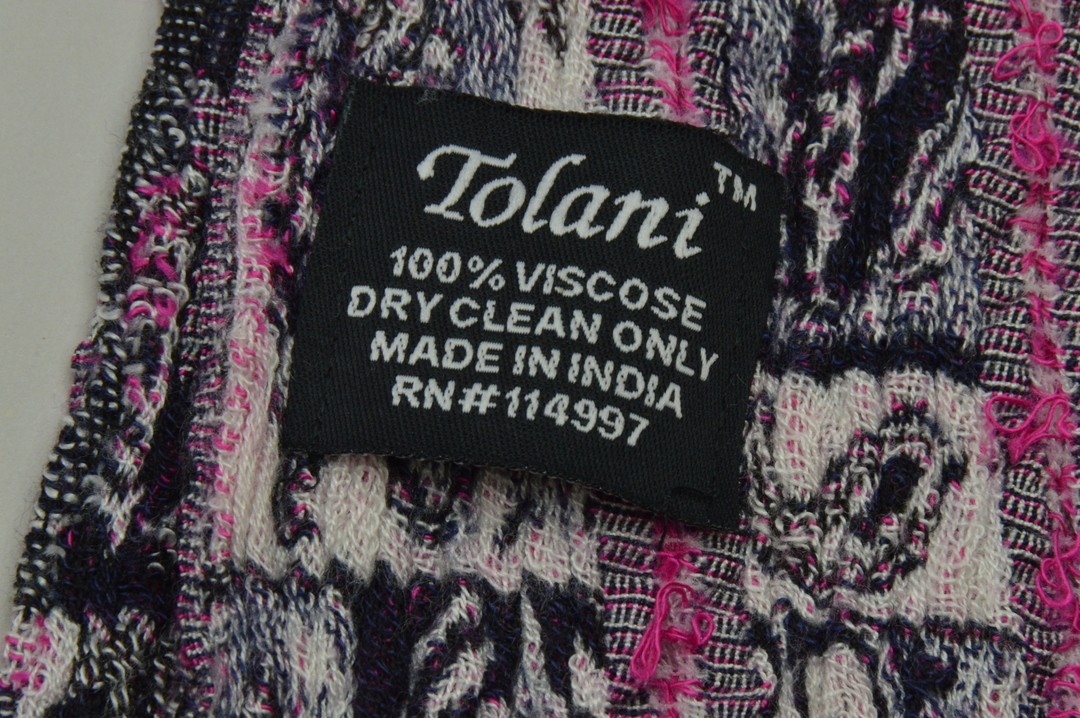 Tolani™
100% VISCOSE
DRY CLEAN ONLY
MADE IN INDIA
RN#114997